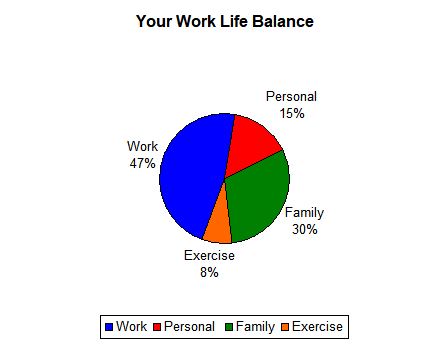 Your Work Life Balance
Personal
15%
Work
47%
Family
30%
Exercise
8%
Work Personal Family Exercise